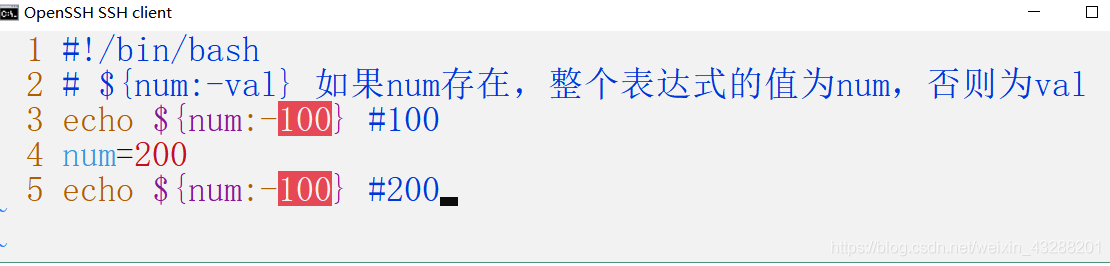 OpenSSH SSH client
1 #!/bin/bash
2 # ${num:-val} 如果num存在，整个表达式的值为num，否则为val
3 echo ${num:-100} #100
4 num=200
5 echo ${num:-100} #200
https://blog.csdn.net/weixin_43288201